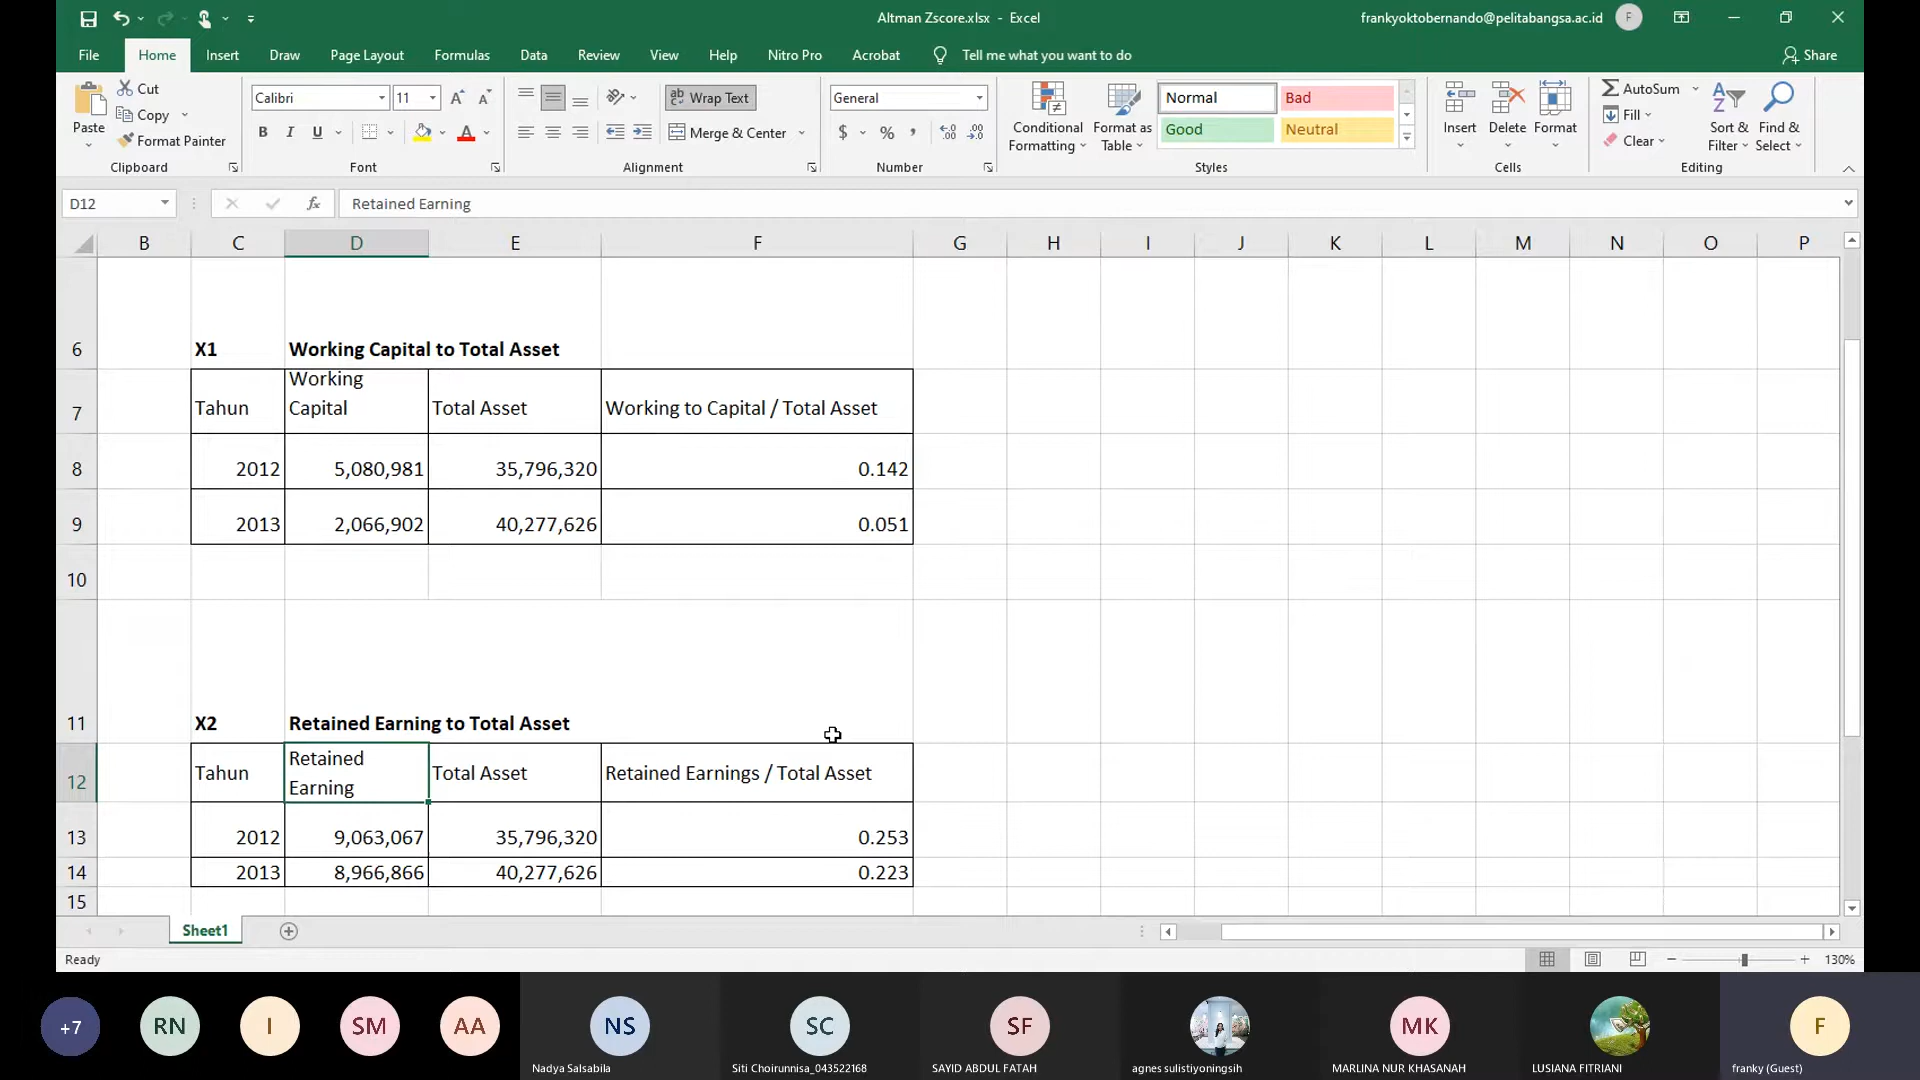 Altman Zscore.xlsx - Excel
frankyoktobernando@pelitabangsa.ac.id
F
File Home Insert Draw Page Layout Formulas Data Review View Help Nitro Pro Acrobat Tell me what you want to do Share
Paste
Cut
Copy
Format Painter
Clipboard
Calibri 11
B I U
A
Font
Wrap Text
Merge & Center
Alignment
General
$ % ,
Number
Conditional Formatting
Format as Table
Normal Bad
Good Neutral
Styles
Insert Delete Format
Cells
AutoSum
Fill
Clear
Sort & Filter
Find & Select
Editing
D12 fx Retained Earning
B C D E F G H I J K L M N O P
6 X1 Working Capital to Total Asset
7 Tahun Working Capital Total Asset Working to Capital / Total Asset
8 2012 5,080,981 35,796,320 0.142
9 2013 2,066,902 40,277,626 0.051
10
11 X2 Retained Earning to Total Asset
12 Tahun Retained Earning Total Asset Retained Earnings / Total Asset
13 2012 9,063,067 35,796,320 0.253
14 2013 8,966,866 40,277,626 0.223
15
Sheet1
Ready 130%
+7 RN I SM AA NS SC SF MK F
Nadya Salsabila Siti Choirunnisa_043522168 SAYID ABDUL FATAH agnes sulistiyoningsih MARLINA NUR KHASANAH LUSIANA FITRIANI franky (Guest)